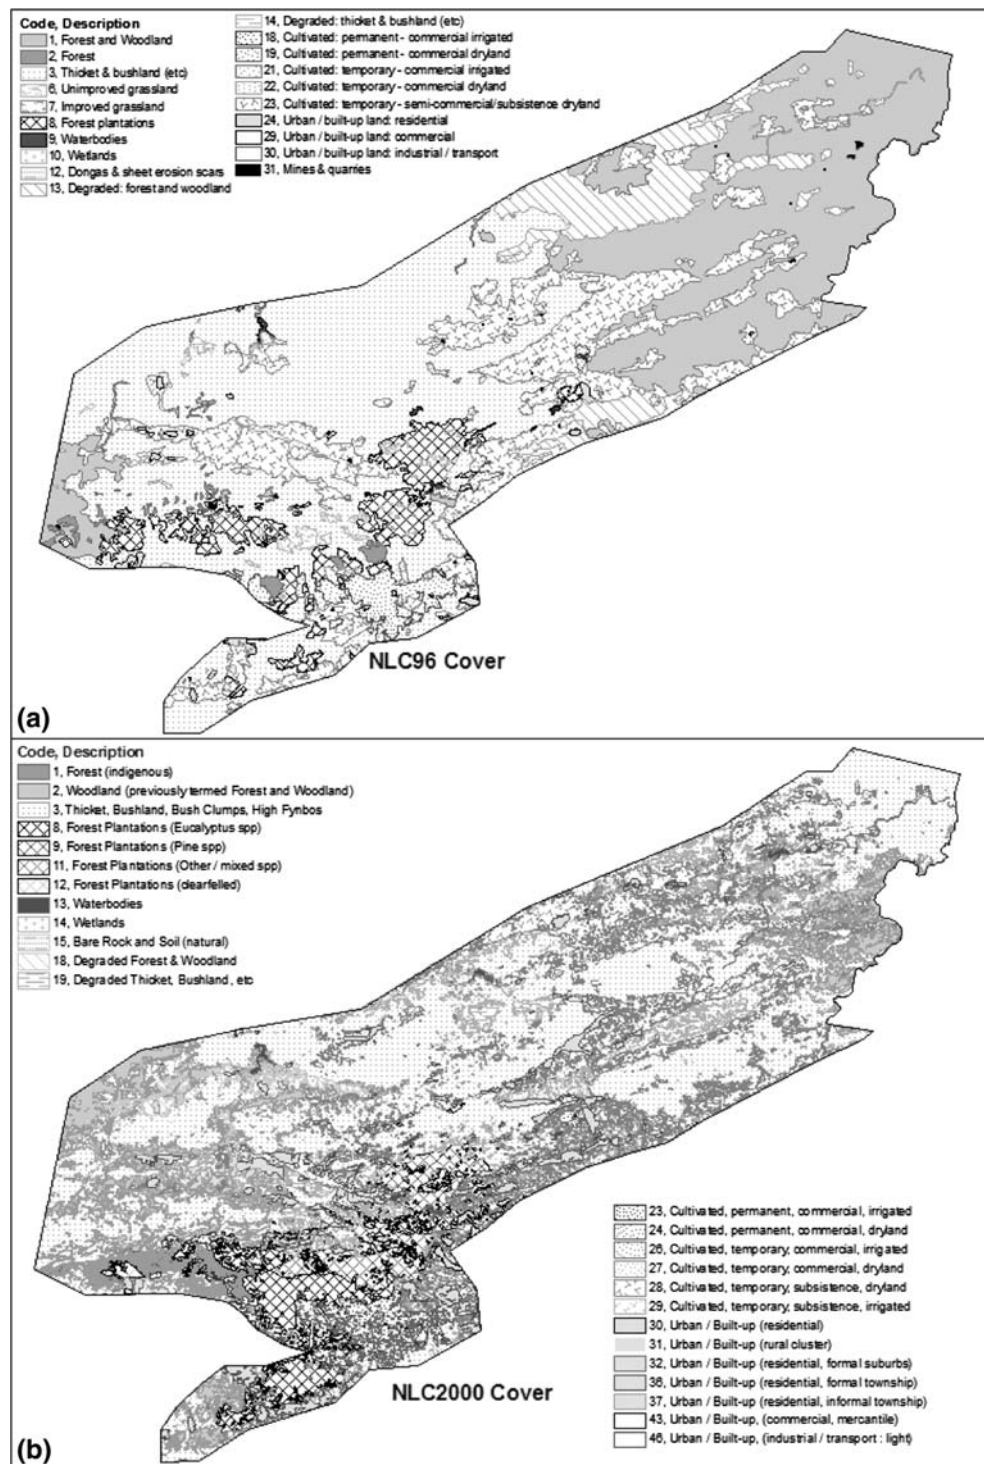 Code, Description
1, Forest and Woodland
2, Forest
3, Thicket & bushland (etc)
6, Unimproved grassland
7, Improved grassland
8, Forest plantations
9, Waterbodies
10, Wetlands
12, Dongas & sheet erosion scars
13, Degraded: forest and woodland
14, Degraded: thicket & bushland (etc)
18, Cultivated: permanent - commercial irrigated
19, Cultivated: permanent - commercial dryland
21, Cultivated: temporary - commercial irrigated
22, Cultivated: temporary - commercial dryland
23, Cultivated: temporary - semi-commercial/subsistence dryland
24, Urban / built-up land: residential
29, Urban / built-up land: commercial
30, Urban / built-up land: industrial / transport
31, Mines & quarries
NLC96 Cover
(a)
Code, Description
1, Forest (indigenous)
2, Woodland (previously termed Forest and Woodland)
3, Thicket, Bushland, Bush Clumps, High Fynbos
8, Forest Plantations (Eucalyptus spp)
9, Forest Plantations (Pine spp)
11, Forest Plantations (Other / mixed spp)
12, Forest Plantations (clearfelled)
13, Waterbodies
14, Wetlands
15, Bare Rock and Soil (natural)
18, Degraded Forest & Woodland
19, Degraded Thicket, Bushland, etc
23, Cultivated, permanent, commercial, irrigated
24, Cultivated, permanent, commercial, dryland
26, Cultivated, temporary, commercial, irrigated
27, Cultivated, temporary, commercial, dryland
28, Cultivated, temporary, subsistence, dryland
29, Cultivated, temporary, subsistence, irrigated
30, Urban / Built-up (residential)
31, Urban / Built-up (rural cluster)
32, Urban / Built-up (residential, formal suburbs)
36, Urban / Built-up (residential, formal township)
37, Urban / Built-up (residential, informal township)
43, Urban / Built-up, (commercial, mercantile)
46, Urban / Built-up, (industrial / transport : light)
NLC2000 Cover
(b)